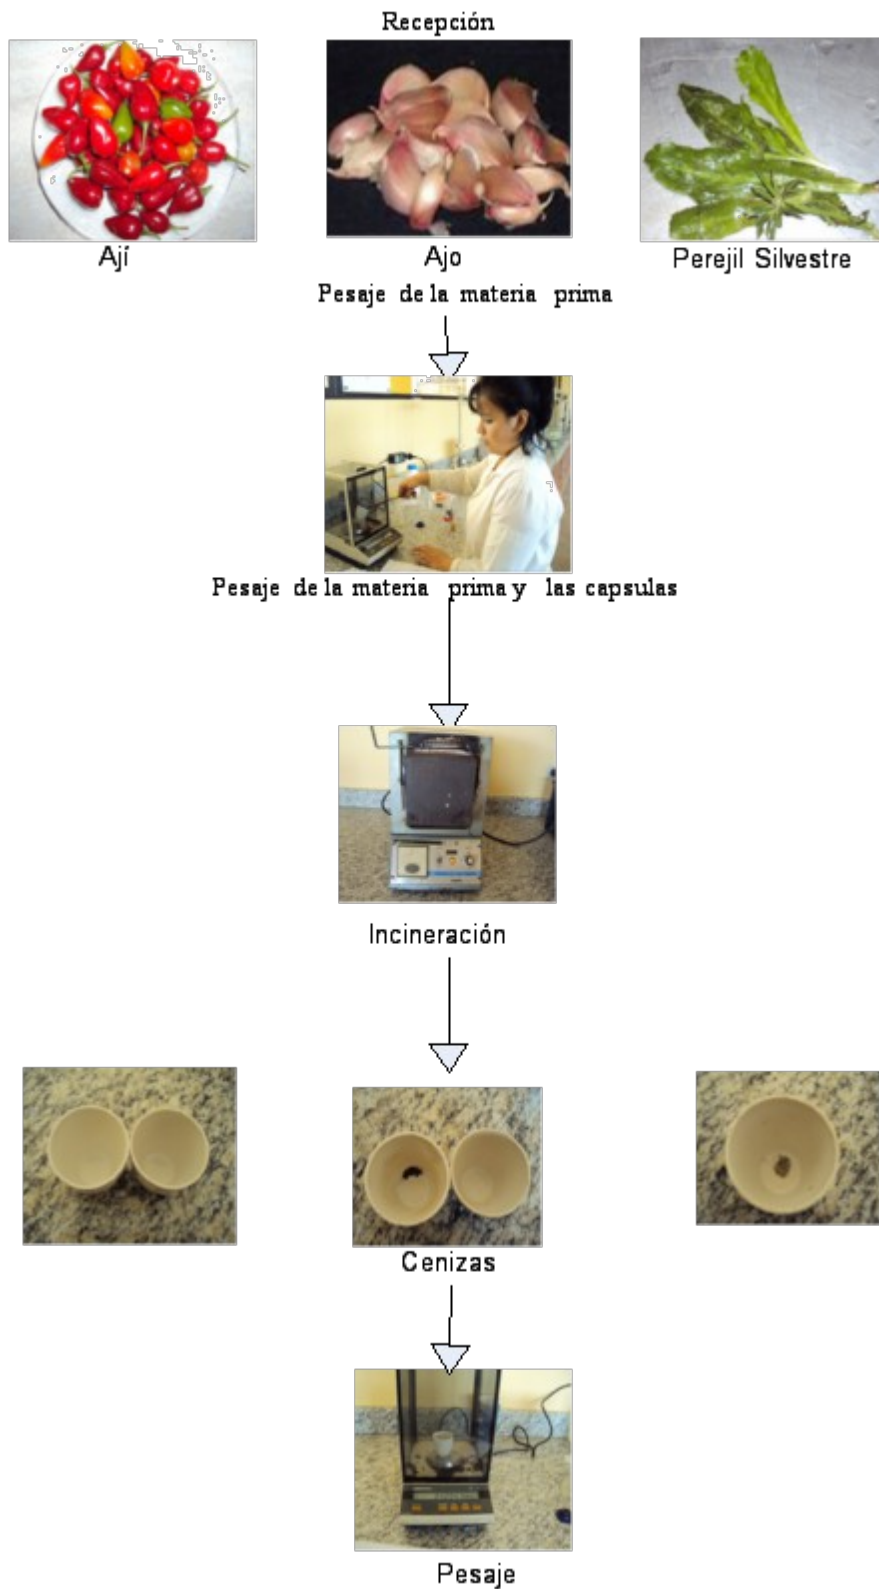 Recepción
Ají
Ajo
Perejil Silvestre
Pesaje de la materia prima
Pesaje de la materia prima y las capsulas
Incineración
Cenizas
Pesaje